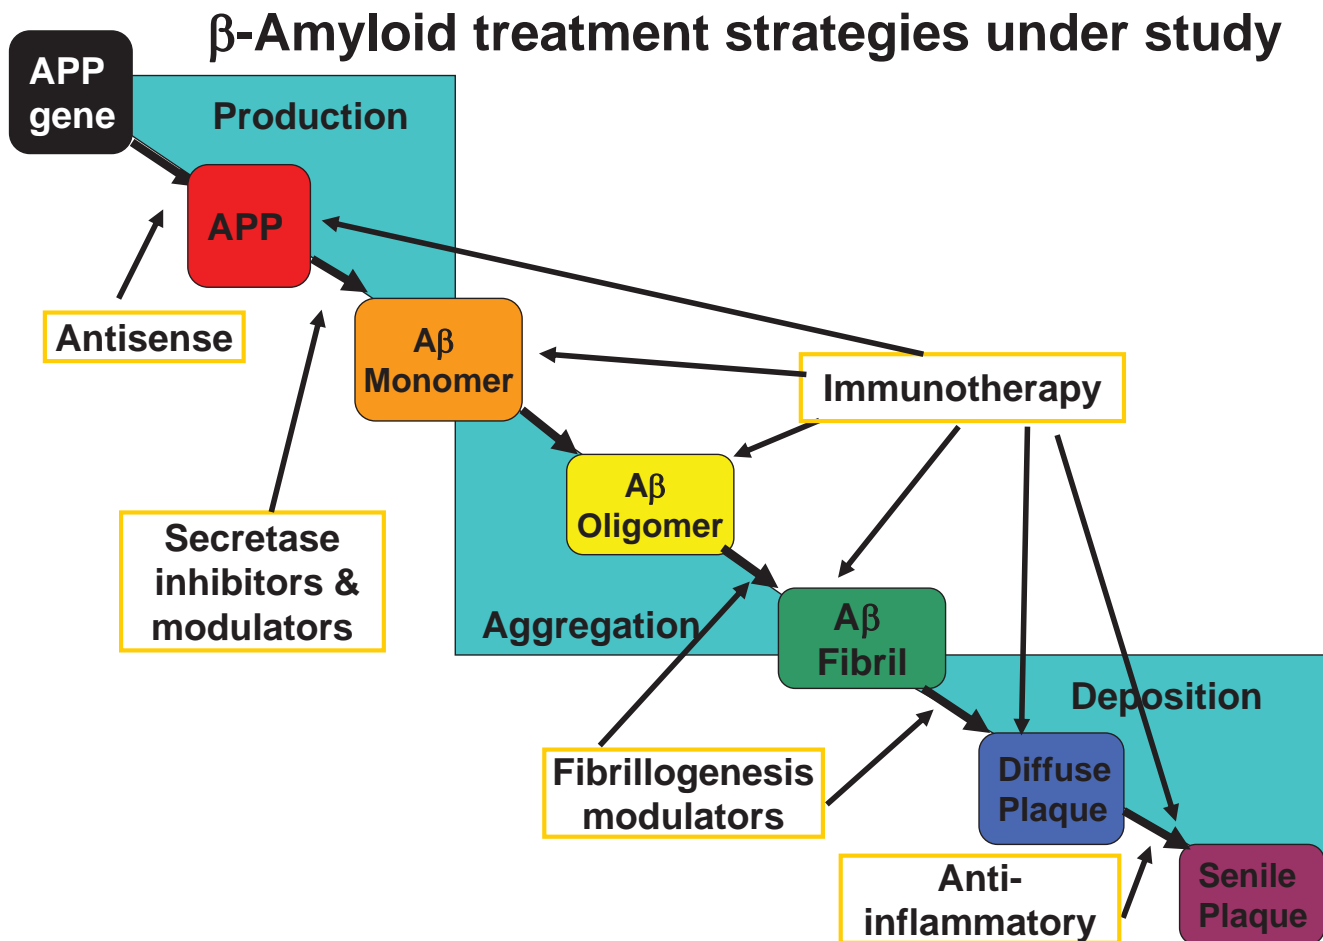 β-Amyloid treatment strategies under study
APP
gene
Production
APP
Antisense
Aβ
Monomer
Immunotherapy
Aβ
Oligomer
Secretase
inhibitors &
modulators
Aggregation
Aβ
Fibril
Deposition
Fibrillogenesis
modulators
Diffuse
Plaque
Anti-
inflammatory
Senile
Plaque